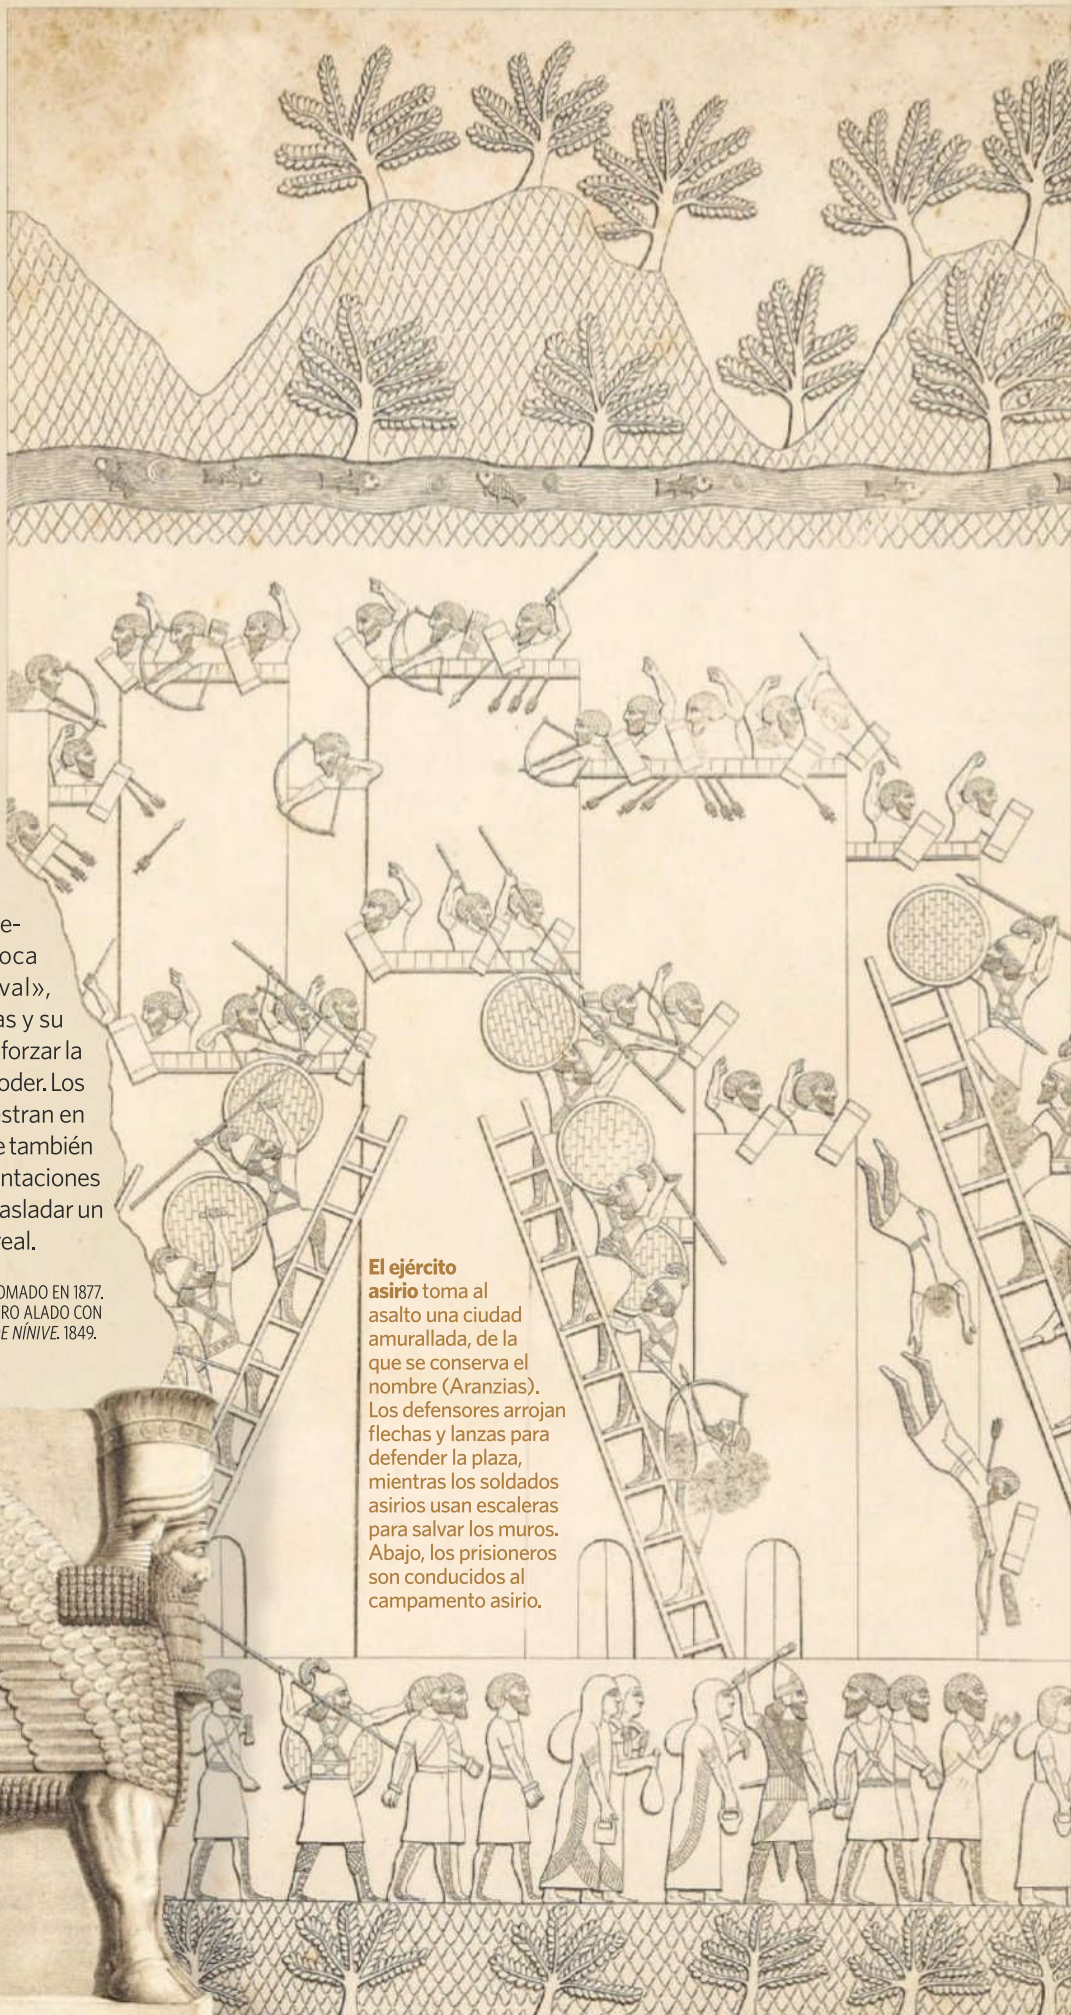 e-
oca
val»,
as y su
forzar la
oder. Los
stran en
e también
ntaciones
asladar un
real.
OMADO EN 1877.
RO ALADO CON
E NÍNIVE. 1849.
El ejército
asirio toma al
asalto una ciudad
amurallada, de la
que se conserva el
nombre (Aranzias).
Los defensores arrojan
flechas y lanzas para
defender la plaza,
mientras los soldados
asirios usan escaleras
para salvar los muros.
Abajo, los prisioneros
son conducidos al
campamento asirio.